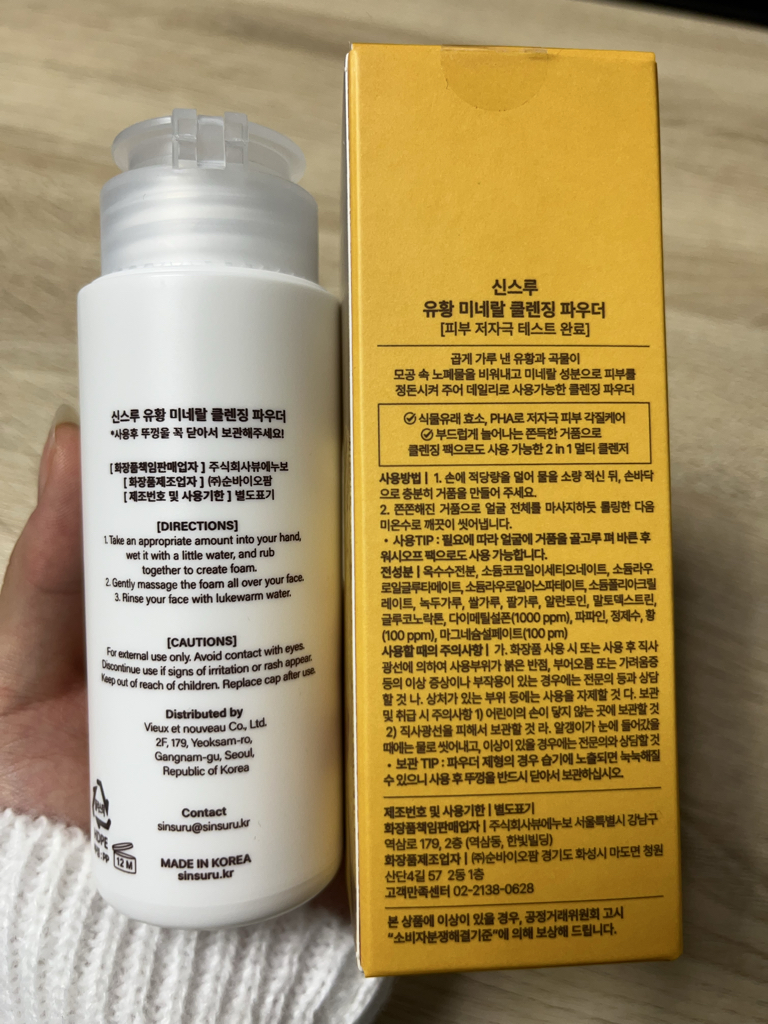 신스루 유황 미네랄 클렌징 파우더
*사용후 뚜껑을 꼭 닫아서 보관해주세요!
[ 화장품책임판매업자 ] 주식회사뷰에누보
[ 화장품제조업자 ] ㈜순바이오팜
[ 제조번호 및 사용기한 ] 별도표기
[DIRECTIONS]
1. Take an appropriate amount into your hand,
wet it with a little water, and rub
together to create foam.
2. Gently massage the foam all over your face.
3. Rinse your face with lukewarm water.
[CAUTIONS]
For external use only. Avoid contact with eyes.
Discontinue use if signs of irritation or rash appear.
Keep out of reach of children. Replace cap after use.
Distributed by
Vieux et nouveau Co., Ltd.
2F, 179, Yeoksam-ro,
Gangnam-gu, Seoul,
Republic of Korea
Contact
sinsuru@sinsuru.kr
MADE IN KOREA
sinsuru.kr
HDPE
: PP
12 M
신스루
유황 미네랄 클렌징 파우더
[피부 저자극 테스트 완료]
곱게 가루 낸 유황과 곡물이
모공 속 노폐물을 비워내고 미네랄 성분으로 피부를
정돈시켜 주어 데일리로 사용가능한 클렌징 파우더
식물유래 효소, PHA로 저자극 피부 각질케어
부드럽게 늘어나는 쫀득한 거품으로
클렌징 팩으로도 사용 가능한 2 in 1 멀티 클렌저
사용방법 | 1. 손에 적당량을 덜어 물을 소량 적신 뒤, 손바닥
으로 충분히 거품을 만들어 주세요.
2. 쫀쫀해진 거품으로 얼굴 전체를 마사지하듯 롤링한 다음
미온수로 깨끗이 씻어냅니다.
• 사용TIP : 필요에 따라 얼굴에 거품을 골고루 펴 바른 후
워시오프 팩으로도 사용 가능합니다.
전성분 | 옥수수전분, 소듐코코일이세티오네이트, 소듐라우
로일글루타메이트, 소듐라우로일아스파테이트, 소듐폴리아크릴
레이트, 녹두가루, 쌀가루, 팥가루, 알란토인, 말토덱스트린,
글루코노락톤, 다이메틸설폰(1000 ppm), 파파인, 정제수, 황
(100 ppm), 마그네슘설페이트(100 pm)
사용할 때의 주의사항 | 가. 화장품 사용 시 또는 사용 후 직사
광선에 의하여 사용부위가 붉은 반점, 부어오름 또는 가려움증
등의 이상 증상이나 부작용이 있는 경우에는 전문의 등과 상담
할 것 나. 상처가 있는 부위 등에는 사용을 자제할 것 다. 보관
및 취급 시 주의사항 1) 어린이의 손이 닿지 않는 곳에 보관할 것
2) 직사광선을 피해서 보관할 것 라. 알갱이가 눈에 들어갔을
때에는 물로 씻어내고, 이상이 있을 경우에는 전문의와 상담할 것
• 보관 TIP : 파우더 제형의 경우 습기에 노출되면 눅눅해질
수 있으니 사용 후 뚜껑을 반드시 닫아서 보관하십시오.
제조번호 및 사용기한 | 별도표기
화장품책임판매업자 | 주식회사뷰에누보 서울특별시 강남구
역삼로 179, 2층 (역삼동, 한빛빌딩)
화장품제조업자 | ㈜순바이오팜 경기도 화성시 마도면 청원
산단4길 57 2동 1층
고객만족센터 02-2138-0628
본 상품에 이상이 있을 경우, 공정거래위원회 고시
"소비자분쟁해결기준"에 의해 보상해 드립니다.